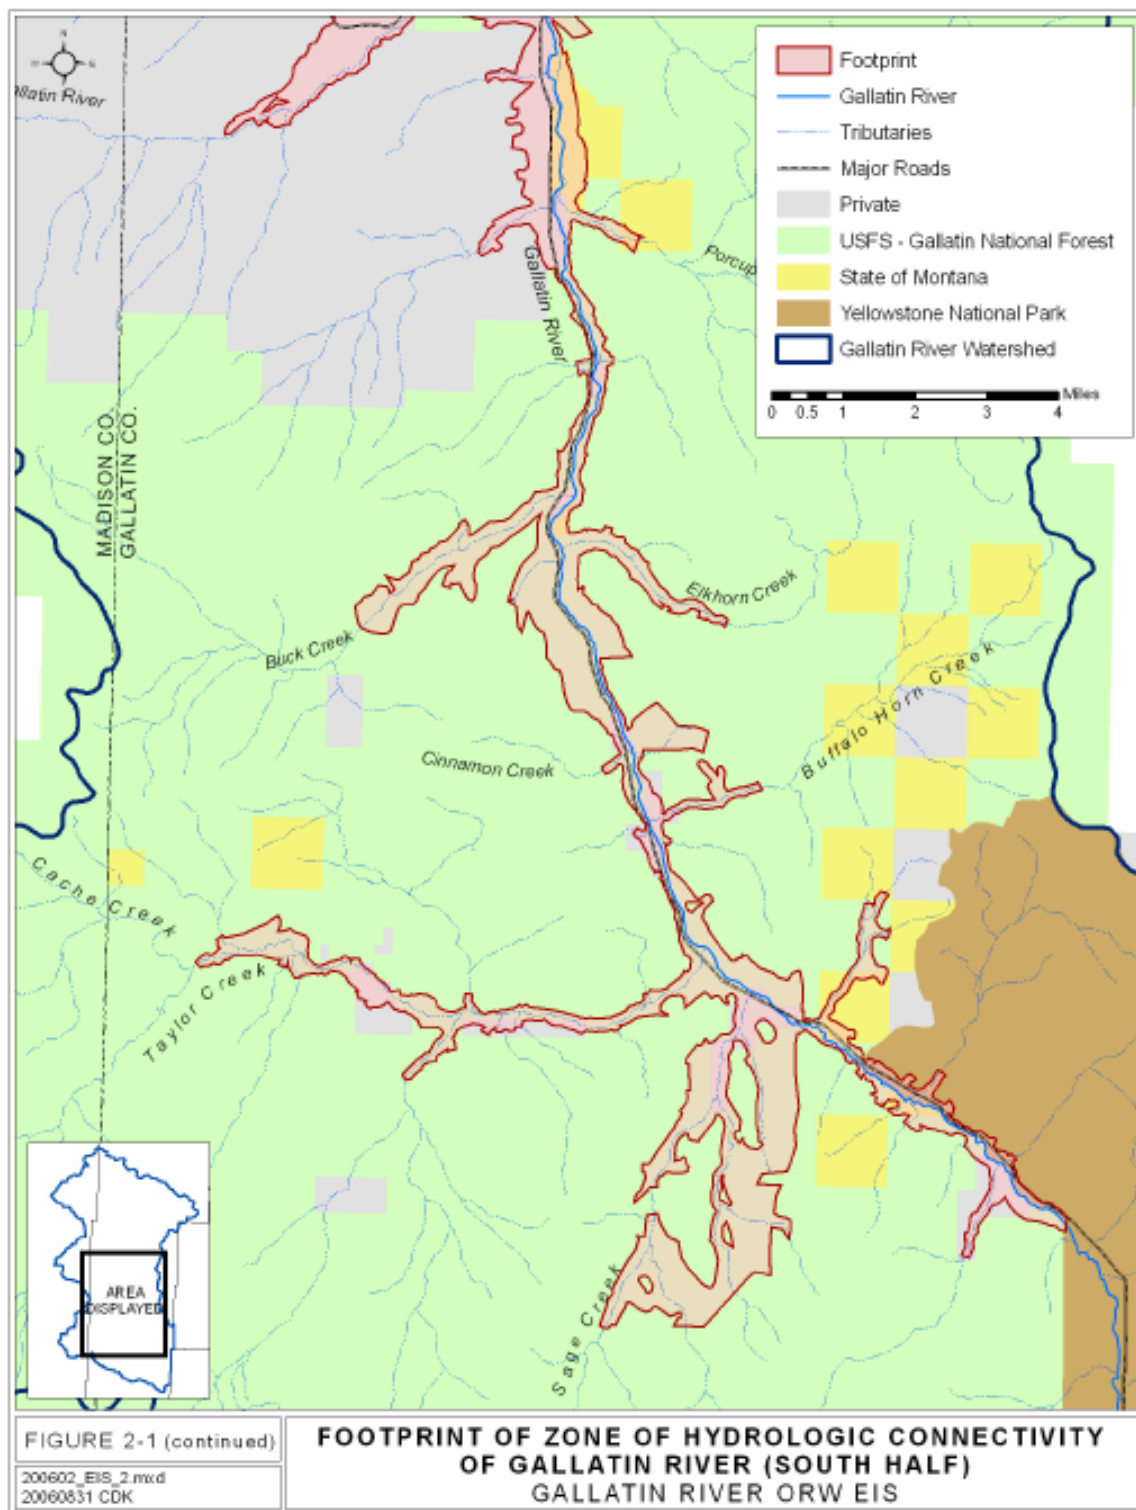 N
allatin River
Footprint
Gallatin River
Tributaries
Major Roads
Private
USFS - Gallatin National Forest
State of Montana
Yellowstone National Park
Gallatin River Watershed
Miles
0 0.5 1 2 3 4
Porcup
Gallatin River
MADISON CO.
GALLATIN CO.
Elkhorn Creek
Buck Creek
Buffalo Horn Creek
Cinnamon Creek
Cache Creek
Taylor Creek
Sage Creek
AREA
DISPLAYED
FIGURE 2-1 (continued)
200602_EIS_2.mxd
20060831 CDK
FOOTPRINT OF ZONE OF HYDROLOGIC CONNECTIVITY
OF GALLATIN RIVER (SOUTH HALF)
GALLATIN RIVER ORW EIS